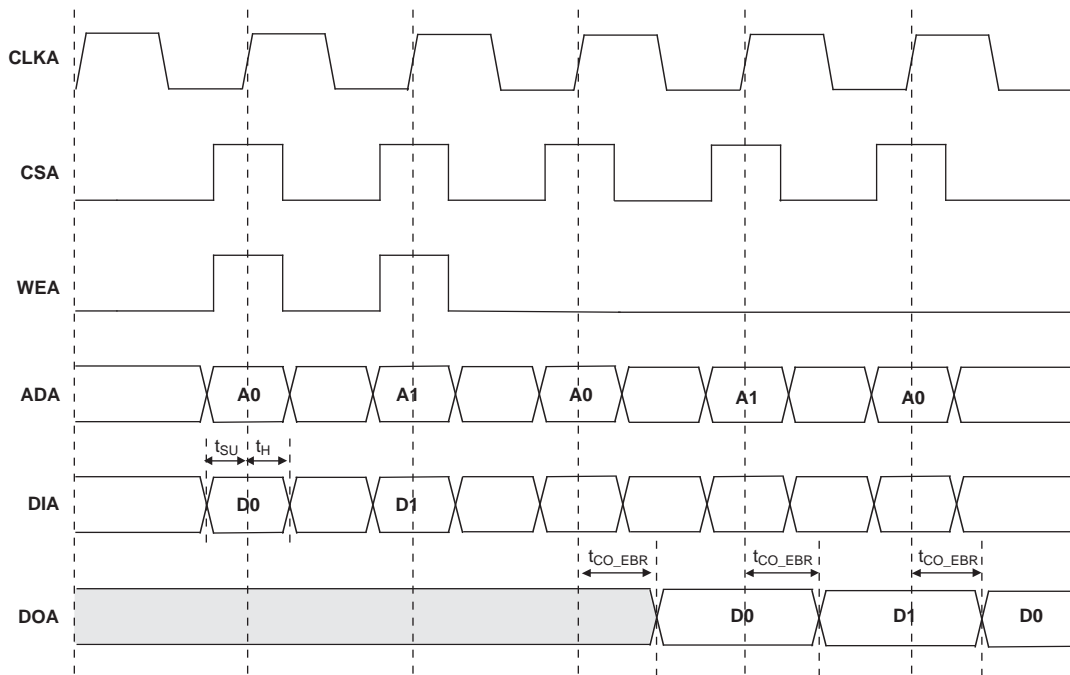 CLKA
CSA
WEA
ADA A0 A1 A0 A1 A0
tSU tH
DIA D0 D1
tCO_EBR tCO_EBR tCO_EBR
DOA D0 D1 D0